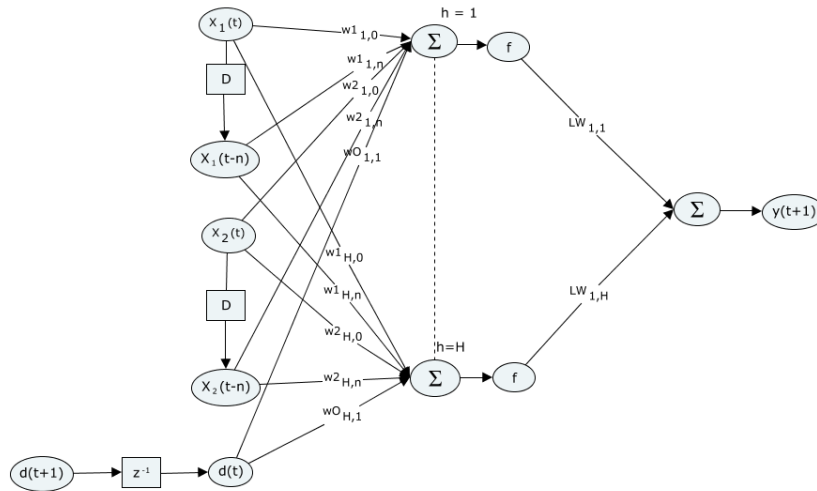 h = 1
X1(t)
w1 1,0
Σ
f
w1 1,n
D
w2 1,0
w2 1,n
LW 1,1
wO 1,1
X1(t-n)
Σ
y(t+1)
X2(t)
w1 H,0
w1 H,n
LW 1,H
D
w2 H,0
h=H
X2(t-n)
w2 H,n
Σ
f
wO H,1
d(t+1)
z-1
d(t)